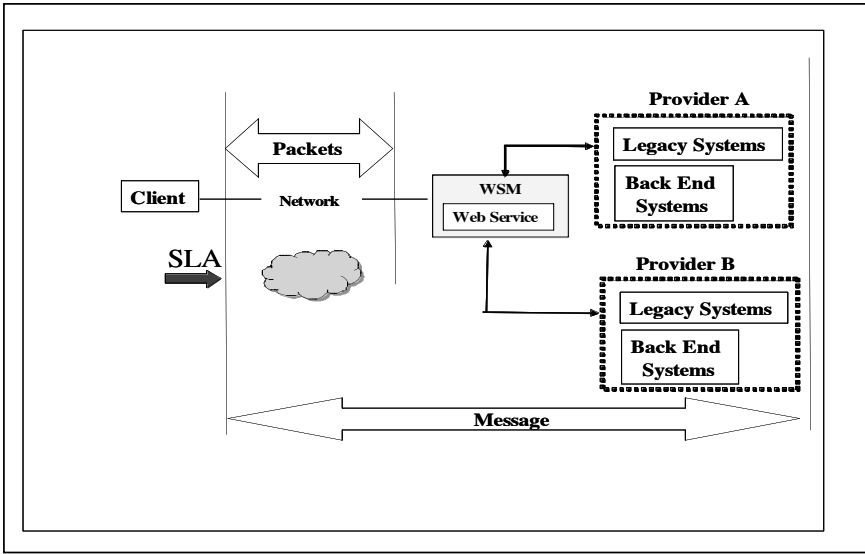 Provider A
Packets
Legacy Systems
Client
Network
WSM
Web Service
Back End
Systems
SLA
Provider B
Legacy Systems
Back End
Systems
Message